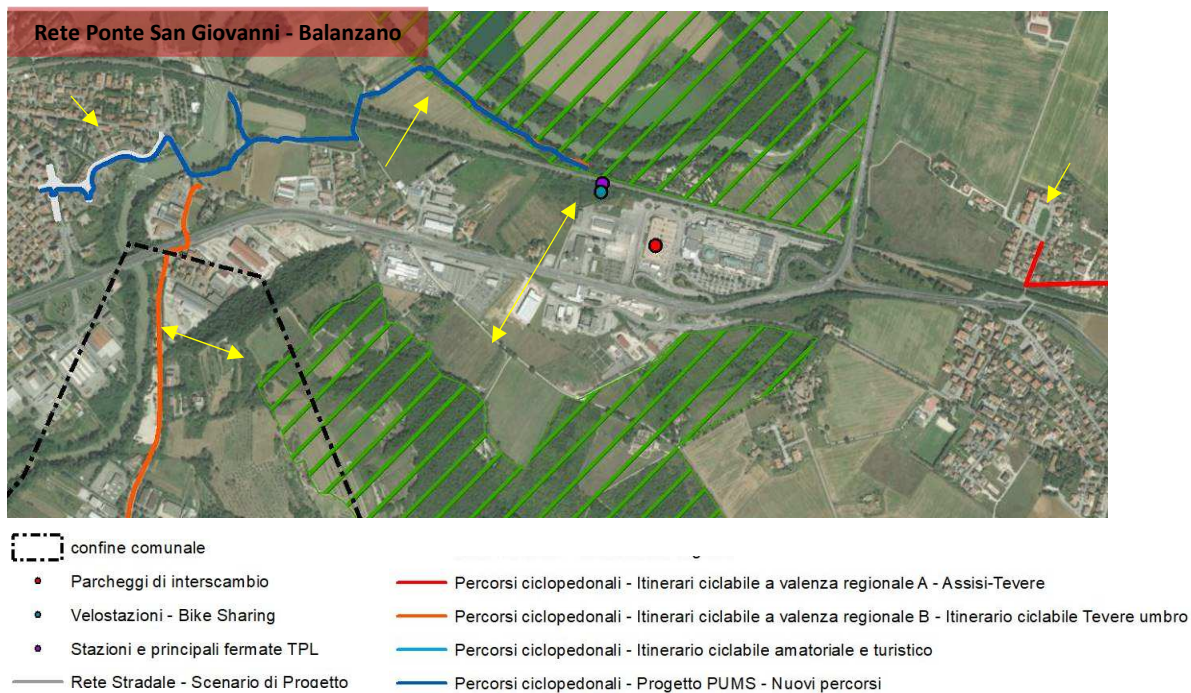 Rete Ponte San Giovanni - Balanzano
confine comunale
Parcheggi di interscambio
Velostazioni - Bike Sharing
Stazioni e principali fermate TPL
Rete Stradale - Scenario di Progetto
Percorsi ciclopedonali - Itinerari ciclabile a valenza regionale A - Assisi-Tevere
Percorsi ciclopedonali - Itinerari ciclabile a valenza regionale B - Itinerario ciclabile Tevere umbro
Percorsi ciclopedonali - Itinerario ciclabile amatoriale e turistico
Percorsi ciclopedonali - Progetto PUMS - Nuovi percorsi